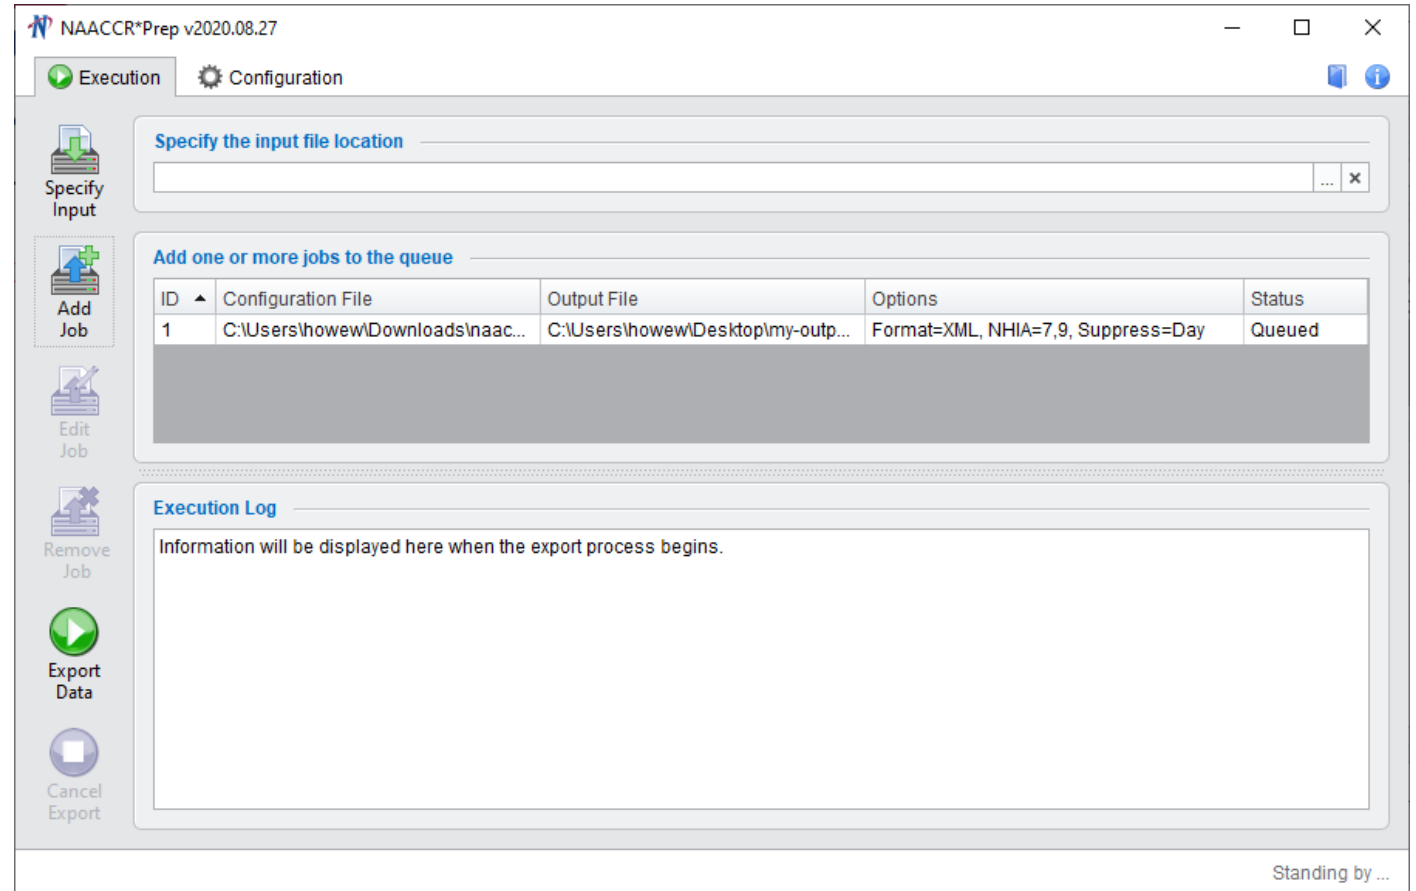 NAACCR*Prep v2020.08.27
Execution
Configuration
Specify
Input
Add
Job
Edit
Job
Remove
Job
Export
Data
Cancel
Export
Specify the input file location
...
Add one or more jobs to the queue
ID Configuration File Output File Options Status
1 C:\Users\howew\Downloads\naac... C:\Users\howew\Desktop\my-outp... Format=XML, NHIA=7,9, Suppress=Day Queued
Execution Log
Information will be displayed here when the export process begins.
Standing by ...